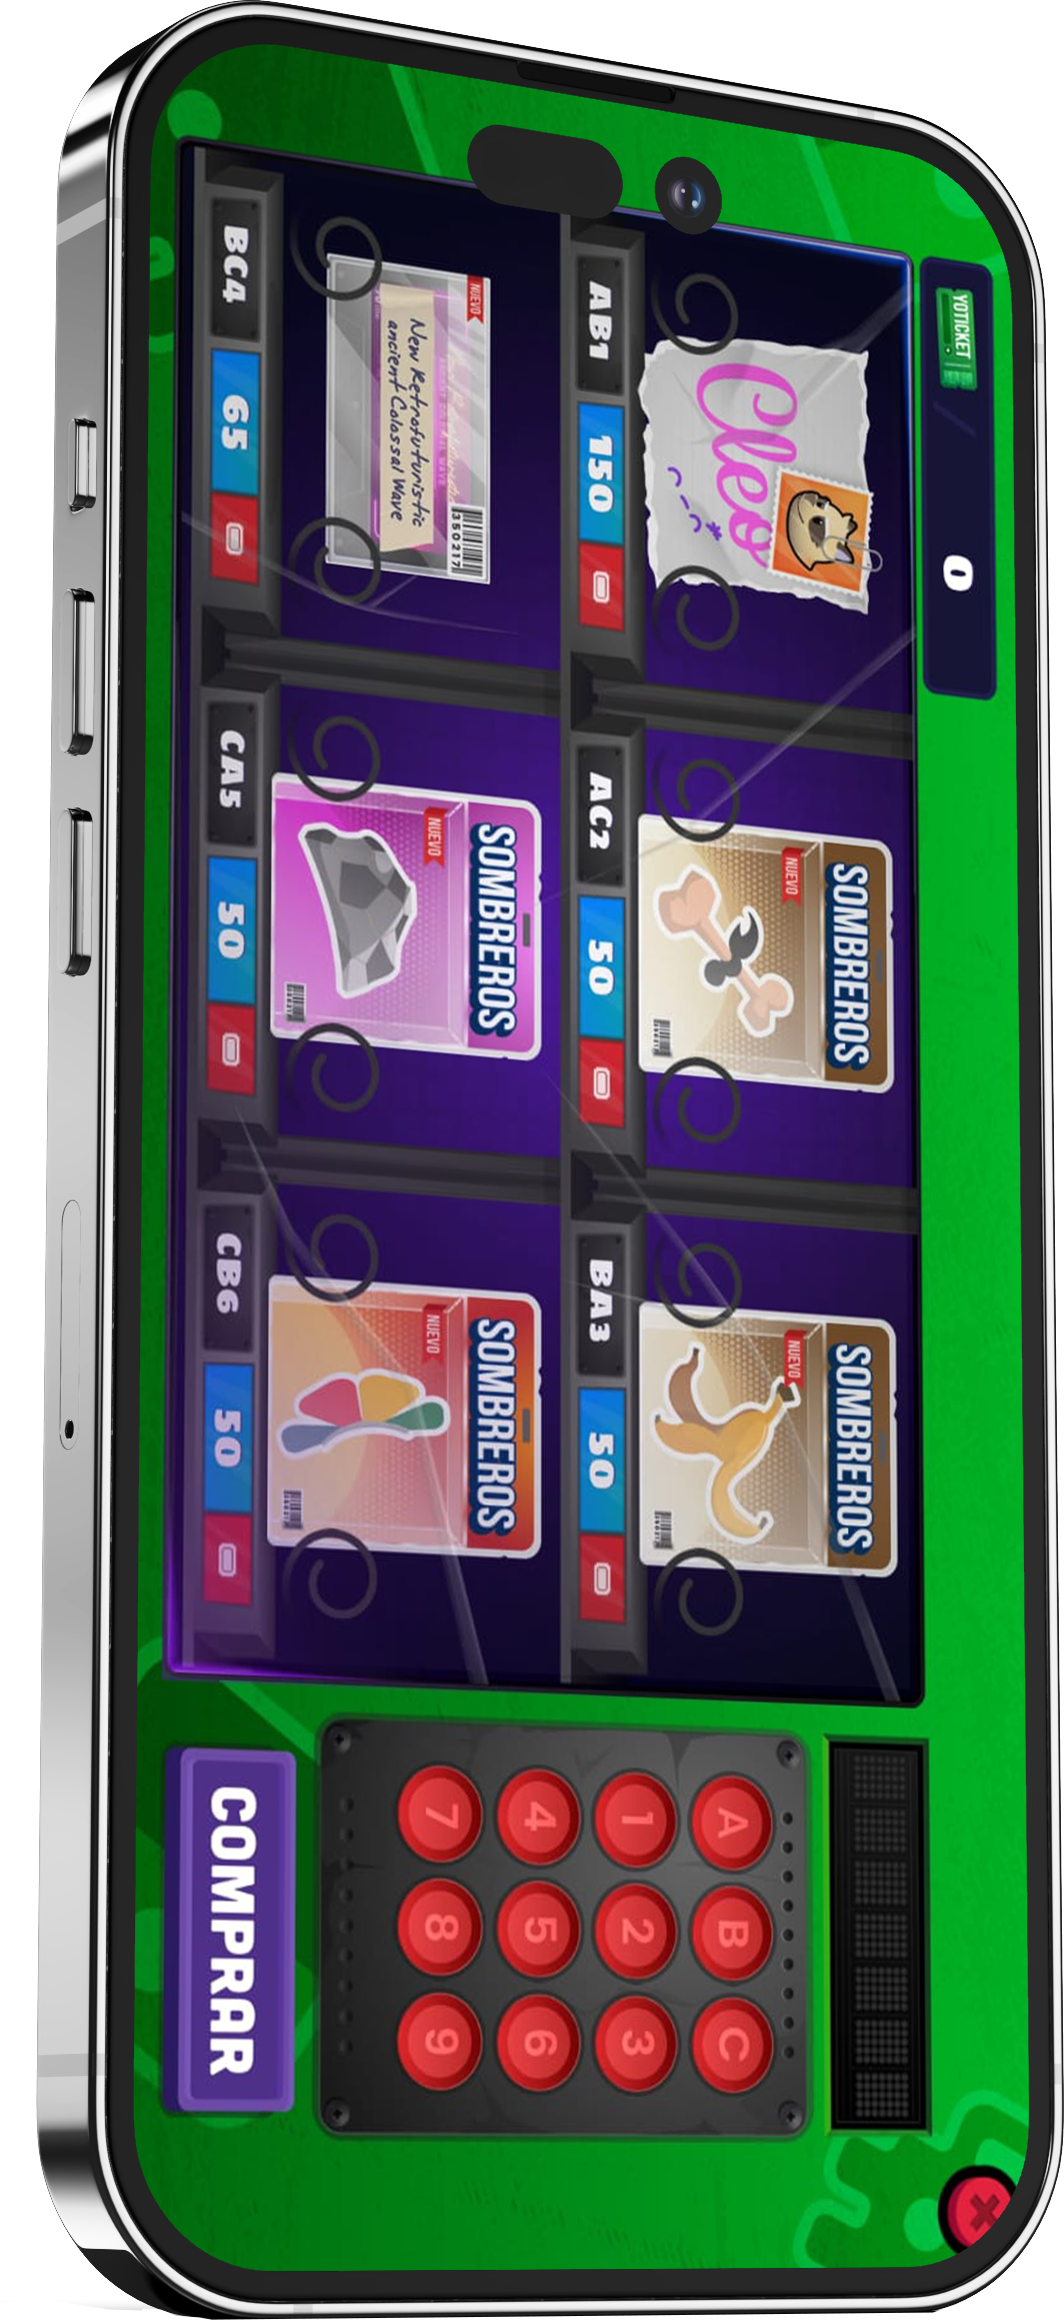 YOTICKET
0
Cleo
SOMBREROS
NUEVO
SOMBREROS
NUEVO
AB1
150
AC2
50
BA3
50
NUEVO
New Retrofuturistic
ancient Colossal Wave
350217
SOMBREROS
NUEVO
SOMBREROS
NUEVO
BC4
65
CA5
50
CB6
50
A B C
1 2 3
4 5 6
7 8 9
COMPRAR